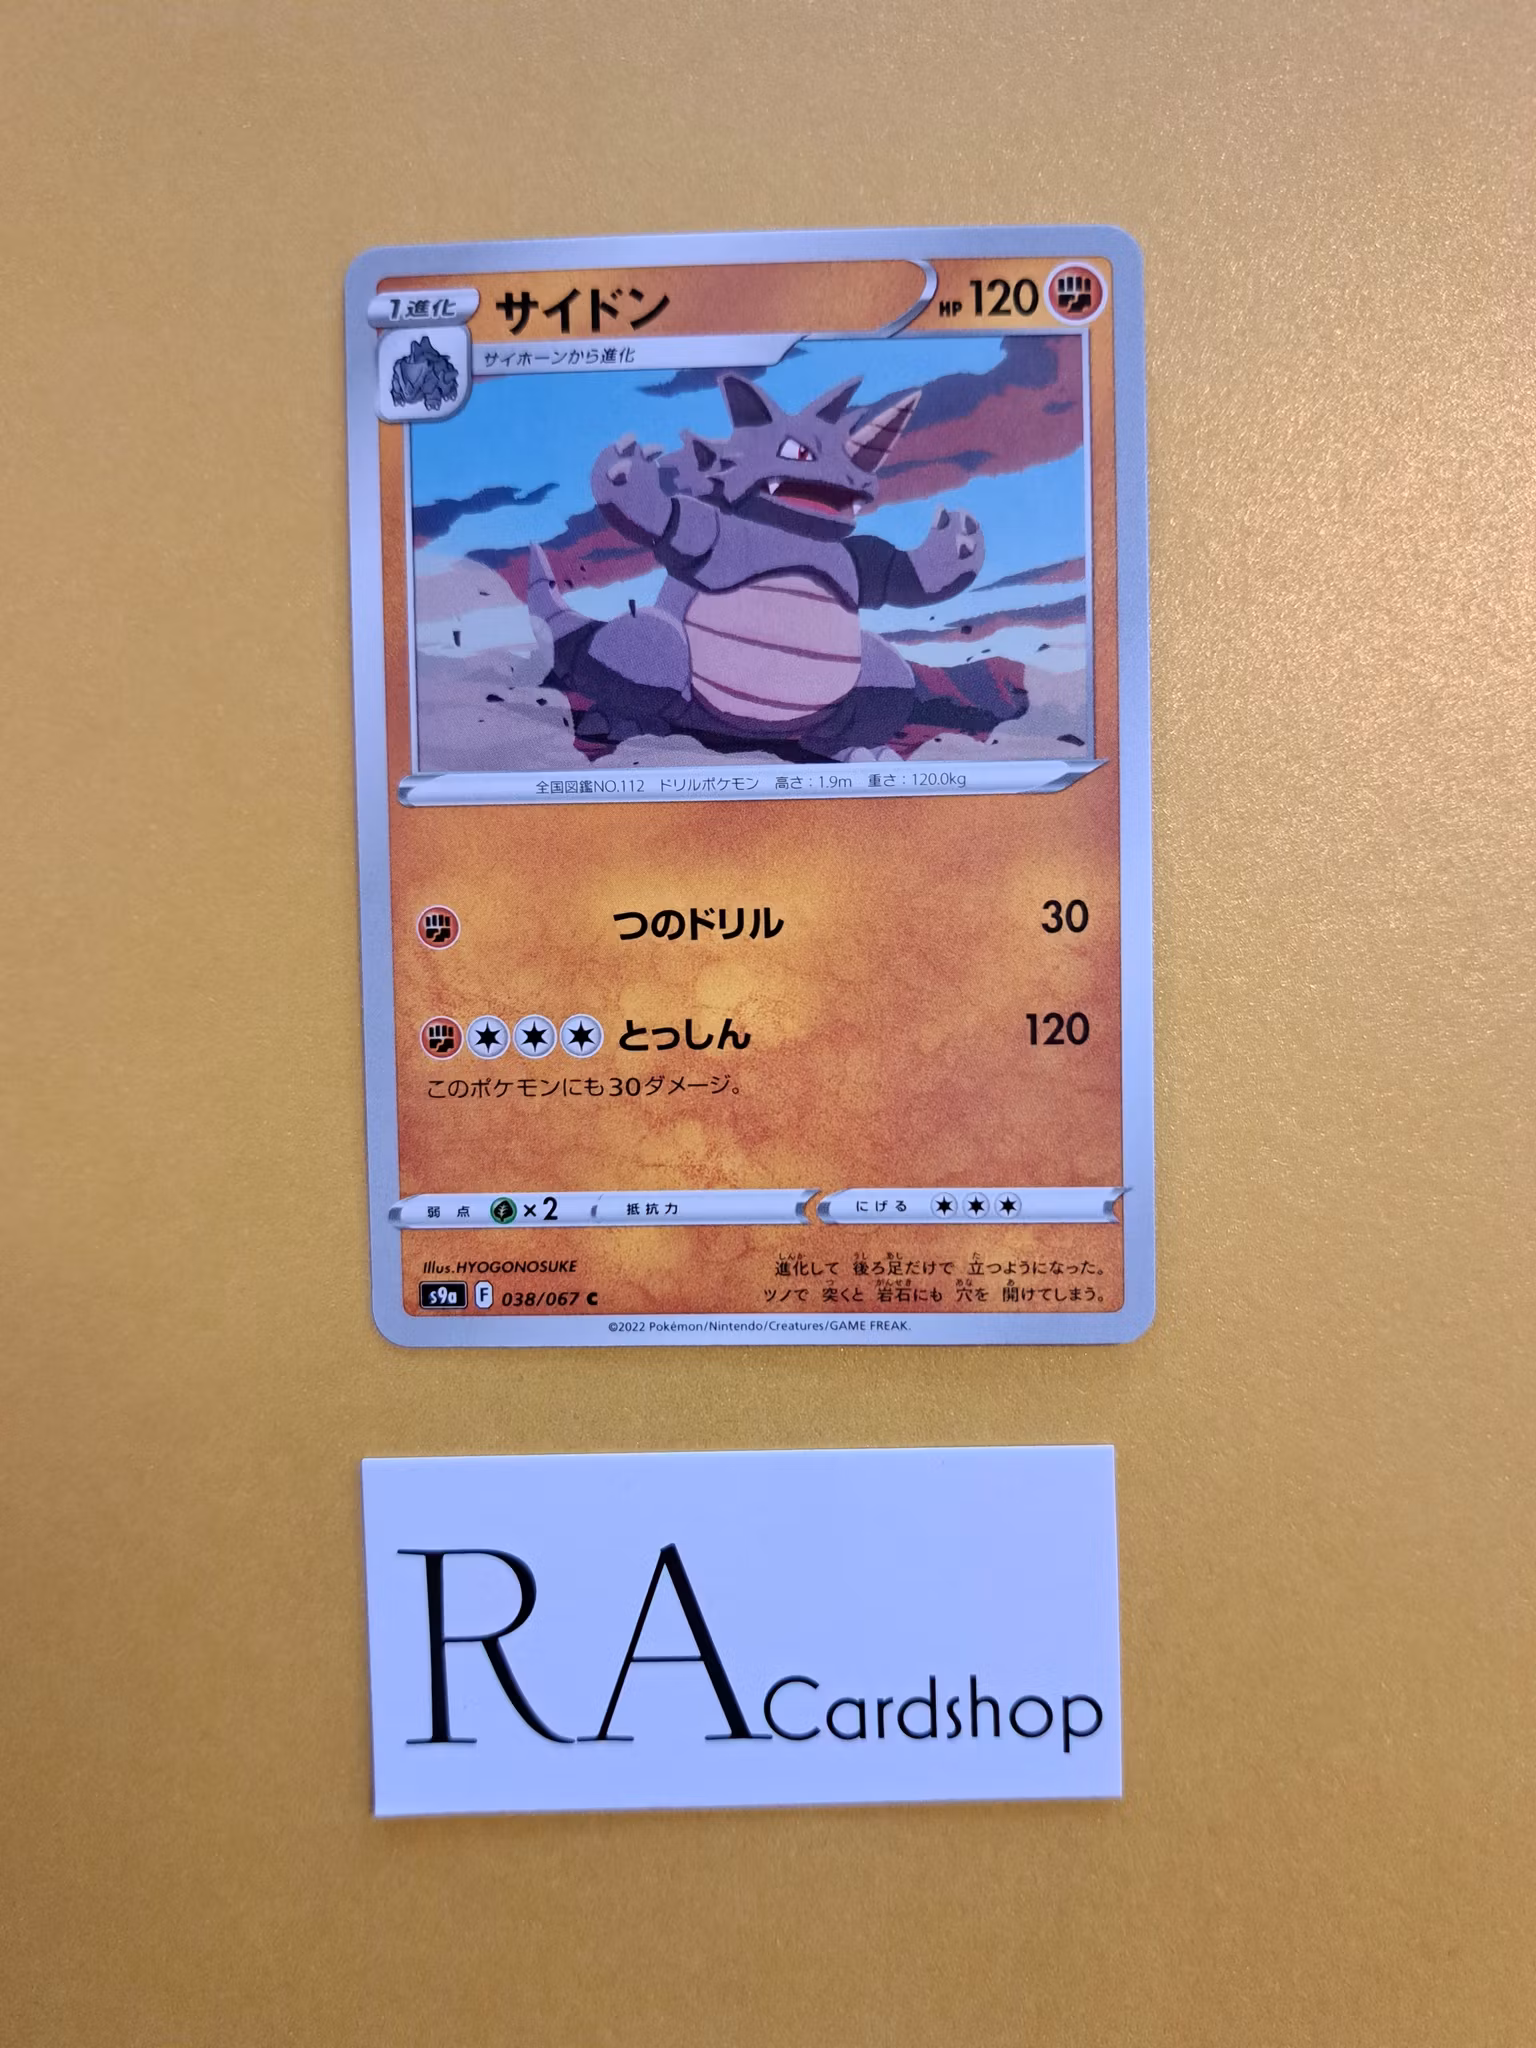 1進化 サイドン HP 120
サイホーンから進化
全国図鑑NO.112 ドリルポケモン 高さ：1.9m 重さ：120.0kg
つのドリル 30
とっしん 120
このポケモンにも30ダメージ。
弱点 ×2 抵抗力 にげる
Illus.HYOGONOSUKE
進化して 後ろ足だけで 立つようになった。
ツノで 突くと 岩石にも 穴を 開けてしまう。
s9a F 038/067 C
©2022 Pokémon/Nintendo/Creatures/GAME FREAK.
RA Cardshop